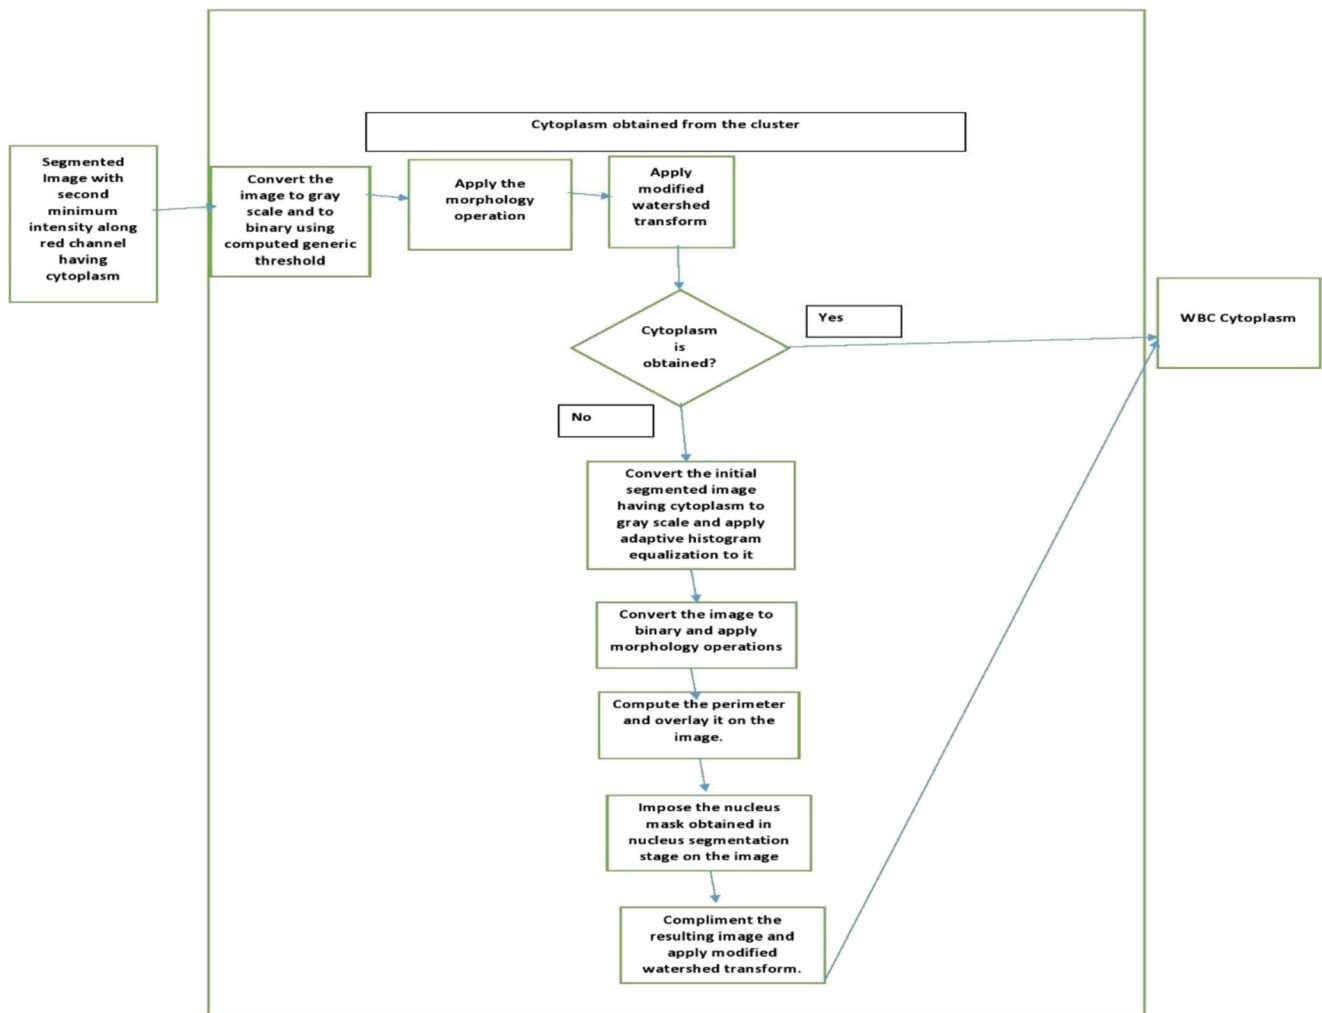 Cytoplasm obtained from the cluster
Segmented
Image with
second
minimum
intensity along
red channel
having
cytoplasm
Convert the
image to gray
scale and to
binary using
computed generic
threshold
Apply the
morphology
operation
Apply
modified
watershed
transform
Cytoplasm
is
obtained?
Yes
WBC Cytoplasm
No
Convert the initial
segmented image
having cytoplasm to
gray scale and apply
adaptive histogram
equalization to it
Convert the image to
binary and apply
morphology operations
Compute the perimeter
and overlay it on the
image.
Impose the nucleus
mask obtained in
nucleus segmentation
stage on the image
Compliment the
resulting image and
apply modified
watershed transform.